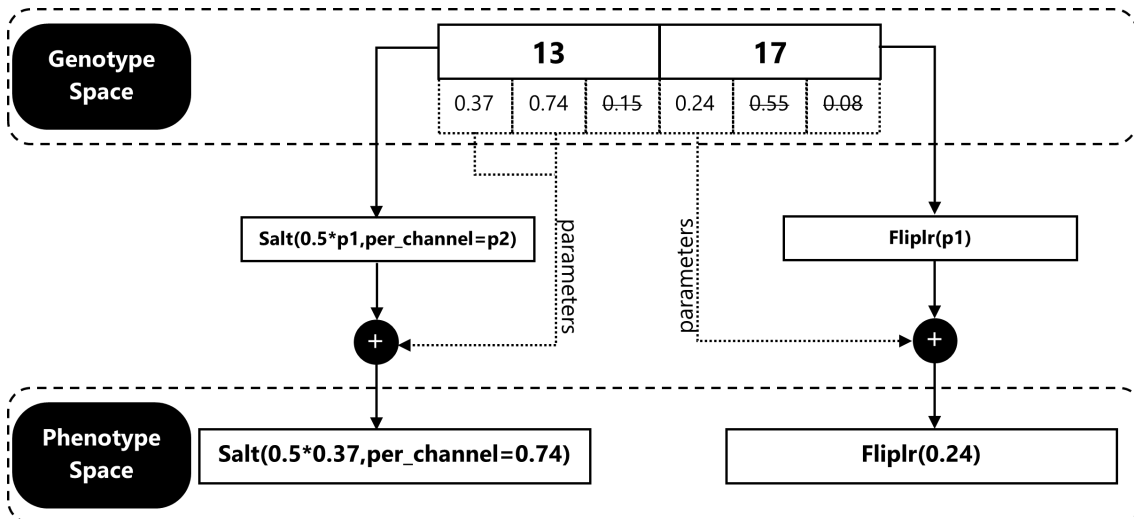 Genotype
Space
13 17
0.37 0.74 0.15 0.24 0.55 0.08
Salt(0.5*p1,per_channel=p2)
parameters
parameters
Fliplr(p1)
+
+
Phenotype
Space
Salt(0.5*0.37,per_channel=0.74)
Fliplr(0.24)